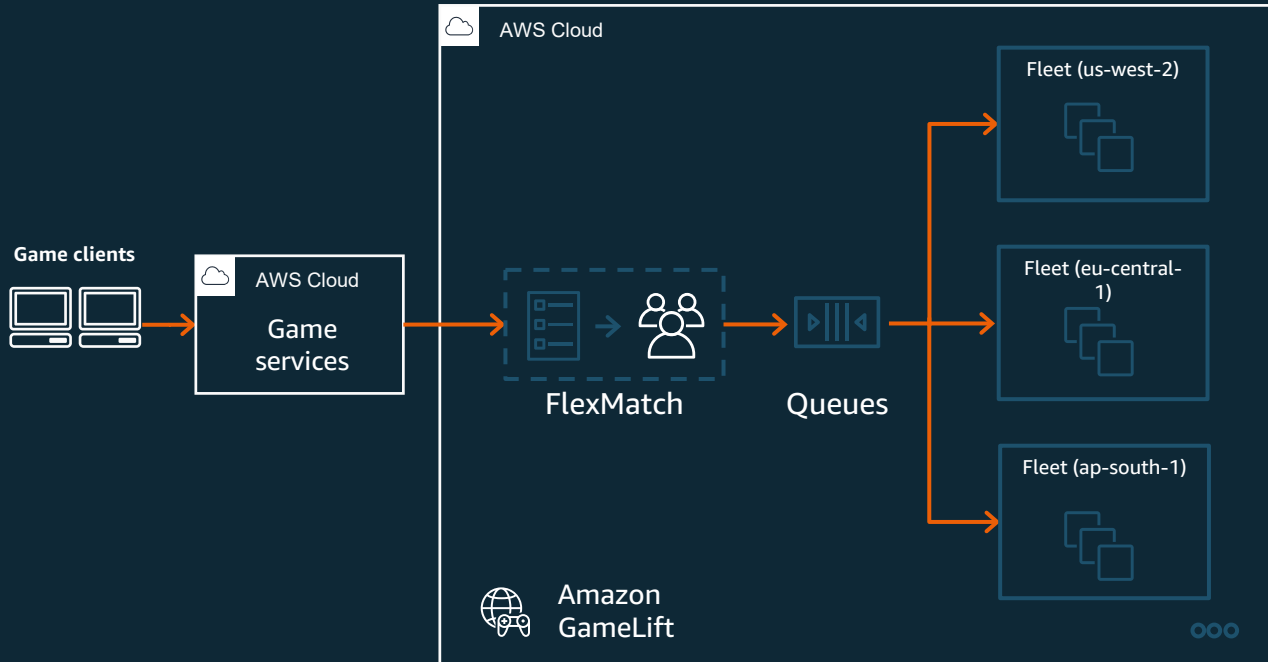 AWS Cloud
Fleet (us-west-2)
Game clients
AWS Cloud
Game
services
FlexMatch
Queues
Fleet (eu-central-
1)
Fleet (ap-south-1)
Amazon
GameLift